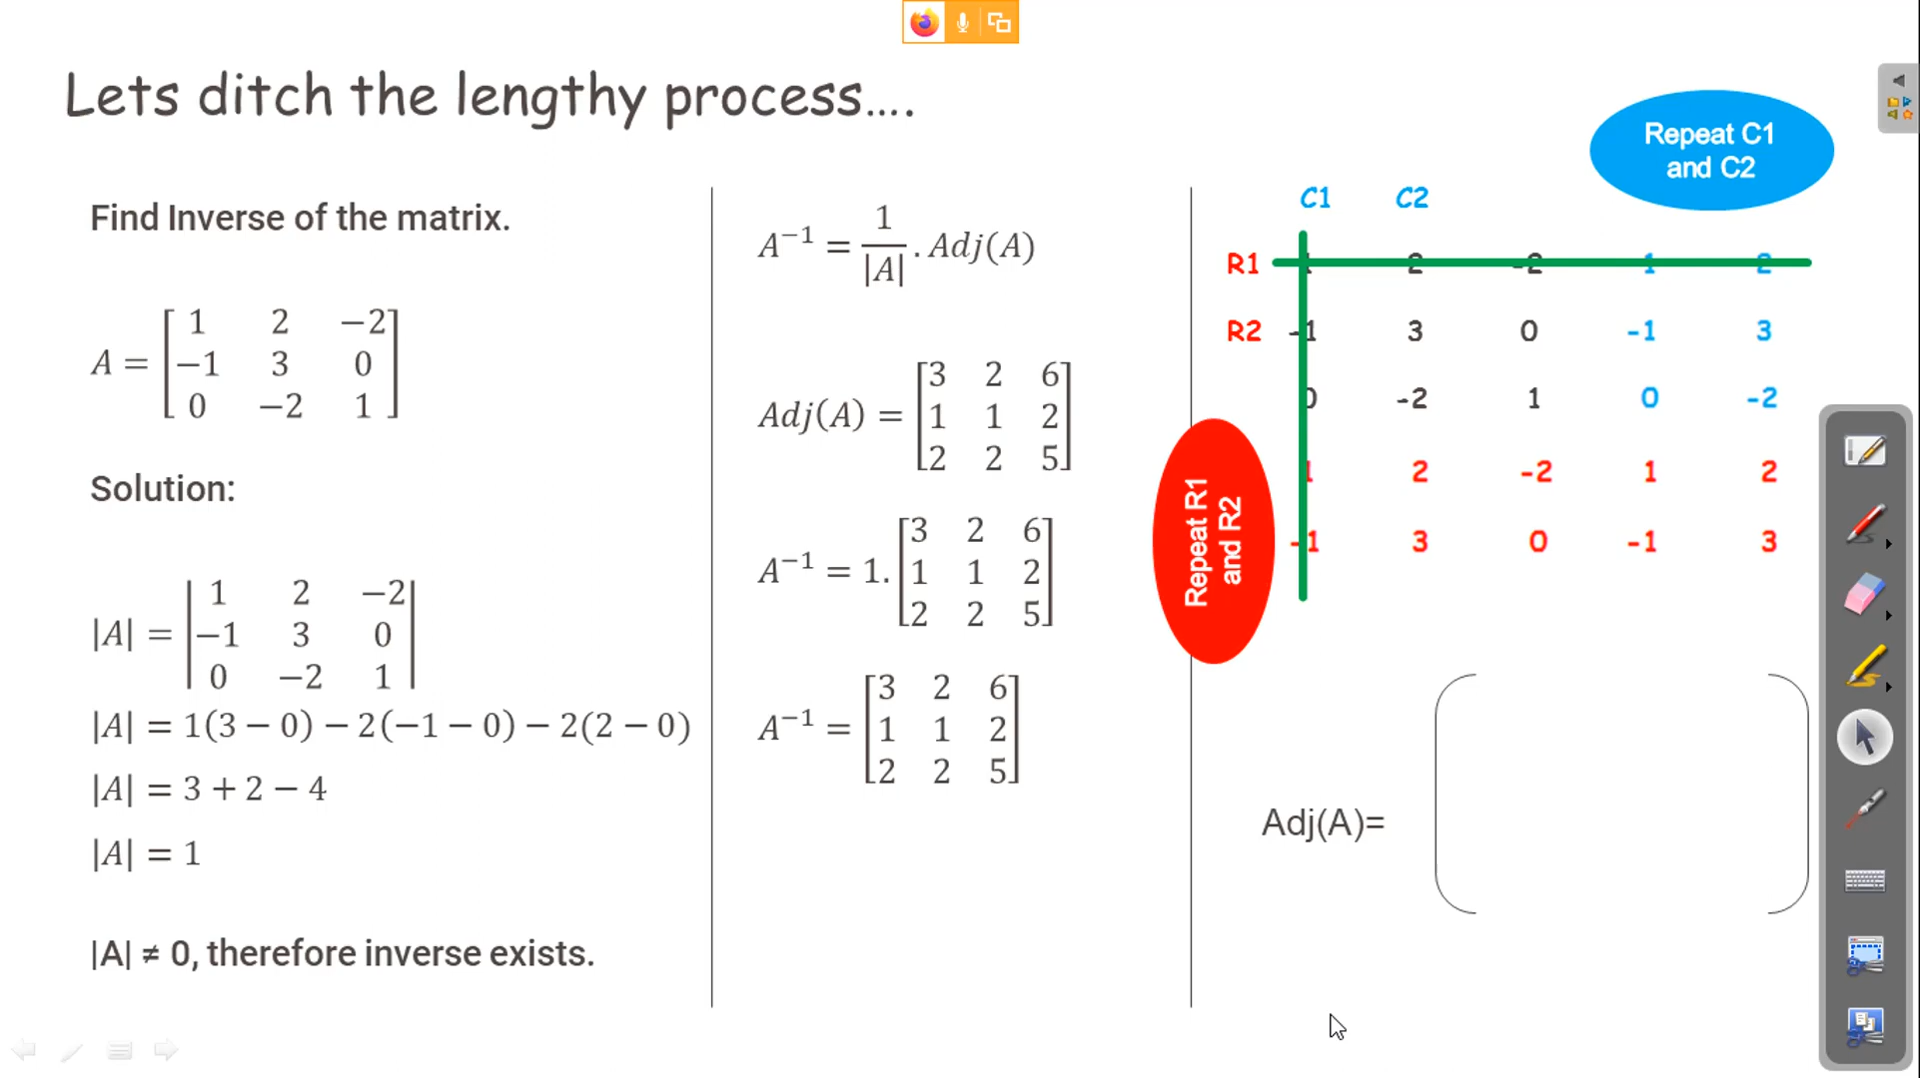 Lets ditch the lengthy process....
Find Inverse of the matrix.
A = [1 2 −2]
[−1 3 0]
[0 −2 1]
Solution:
|A| = |1 2 −2|
|−1 3 0|
|0 −2 1|
|A| = 1(3 − 0) − 2(−1 − 0) − 2(2 − 0)
|A| = 3 + 2 − 4
|A| = 1
|A| ≠ 0, therefore inverse exists.
A⁻¹ = 1/|A| . Adj(A)
Adj(A) = [3 2 6]
[1 1 2]
[2 2 5]
A⁻¹ = 1. [3 2 6]
[1 1 2]
[2 2 5]
A⁻¹ = [3 2 6]
[1 1 2]
[2 2 5]
Repeat C1
and C2
C1 C2
R1 1 2 -2 1 2
R2 -1 3 0 -1 3
0 -2 1 0 -2
1 2 -2 1 2
-1 3 0 -1 3
Repeat R1
and R2
Adj(A)=